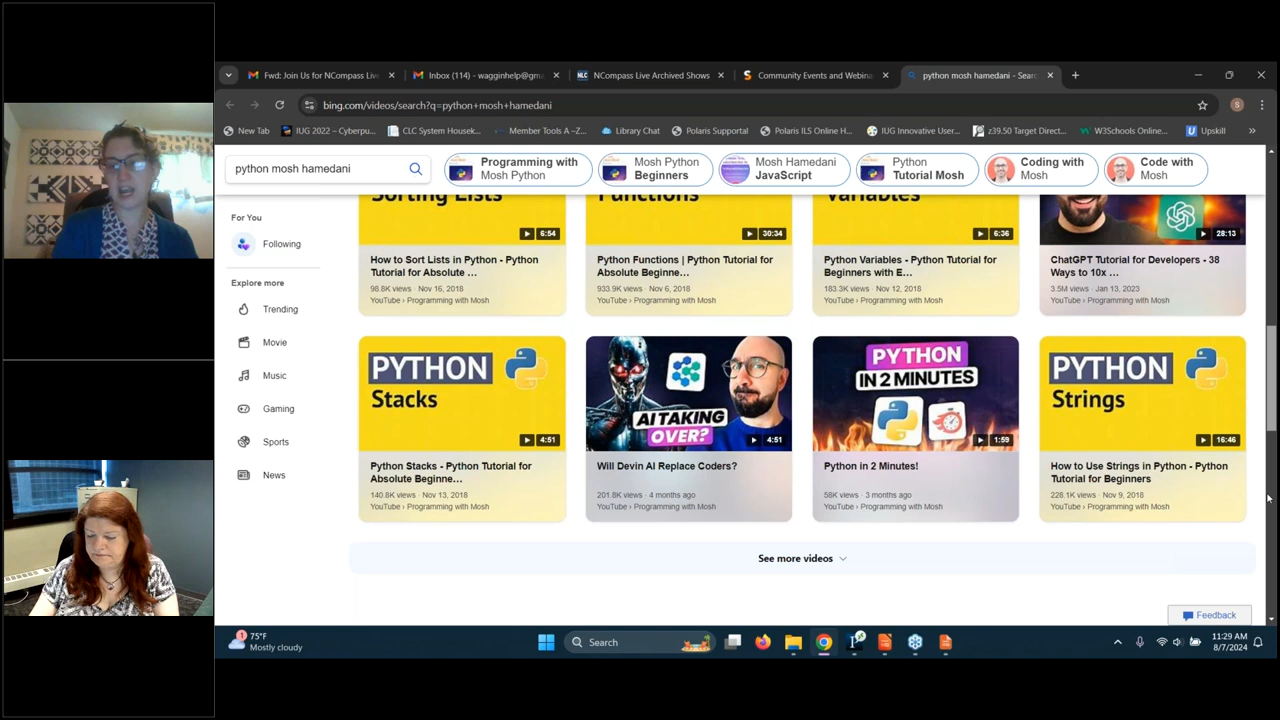 Fwd: Join Us for NCompass Liv
Inbox (114) - wagginhelp@gm
NLC NCompass Live Archived Shows
Community Events and Webina
python mosh hamedani - Sear
bing.com/videos/search?q=python+mosh+hamedani
S
New Tab
IUG 2022 – Cyberpu...
CLC System Housek...
Member Tools A –Z...
Library Chat
Polaris Supportal
Polaris ILS Online H...
IUG Innovative User...
z39.50 Target Direct...
W3Schools Online...
Upskill
python mosh hamedani
Programming with
Mosh Python
Mosh Python
Beginners
Mosh Hamedani
JavaScript
Python
Tutorial Mosh
Coding with
Mosh
Code with
Mosh
For You
Following
Explore more
Trending
Movie
Music
Gaming
Sports
News
Sorting Lists
6:54
How to Sort Lists in Python - Python
Tutorial for Absolute ...
98.8K views · Nov 16, 2018
YouTube › Programming with Mosh
Functions
30:34
Python Functions | Python Tutorial for
Absolute Beginne...
933.9K views · Nov 6, 2018
YouTube › Programming with Mosh
Variables
6:36
Python Variables - Python Tutorial for
Beginners with E...
183.3K views · Nov 12, 2018
YouTube › Programming with Mosh
28:13
ChatGPT Tutorial for Developers - 38
Ways to 10x ...
3.5M views · Jan 13, 2023
YouTube › Programming with Mosh
PYTHON
Stacks
4:51
Python Stacks - Python Tutorial for
Absolute Beginne...
140.8K views · Nov 13, 2018
YouTube › Programming with Mosh
AI TAKING
OVER?
4:51
Will Devin AI Replace Coders?
201.8K views · 4 months ago
YouTube › Programming with Mosh
PYTHON
IN 2 MINUTES!
1:59
Python in 2 Minutes!
58K views · 3 months ago
YouTube › Programming with Mosh
PYTHON
Strings
16:46
How to Use Strings in Python - Python
Tutorial for Beginners
228.1K views · Nov 9, 2018
YouTube › Programming with Mosh
See more videos
Feedback
1
75°F
Mostly cloudy
Search
11:29 AM
8/7/2024